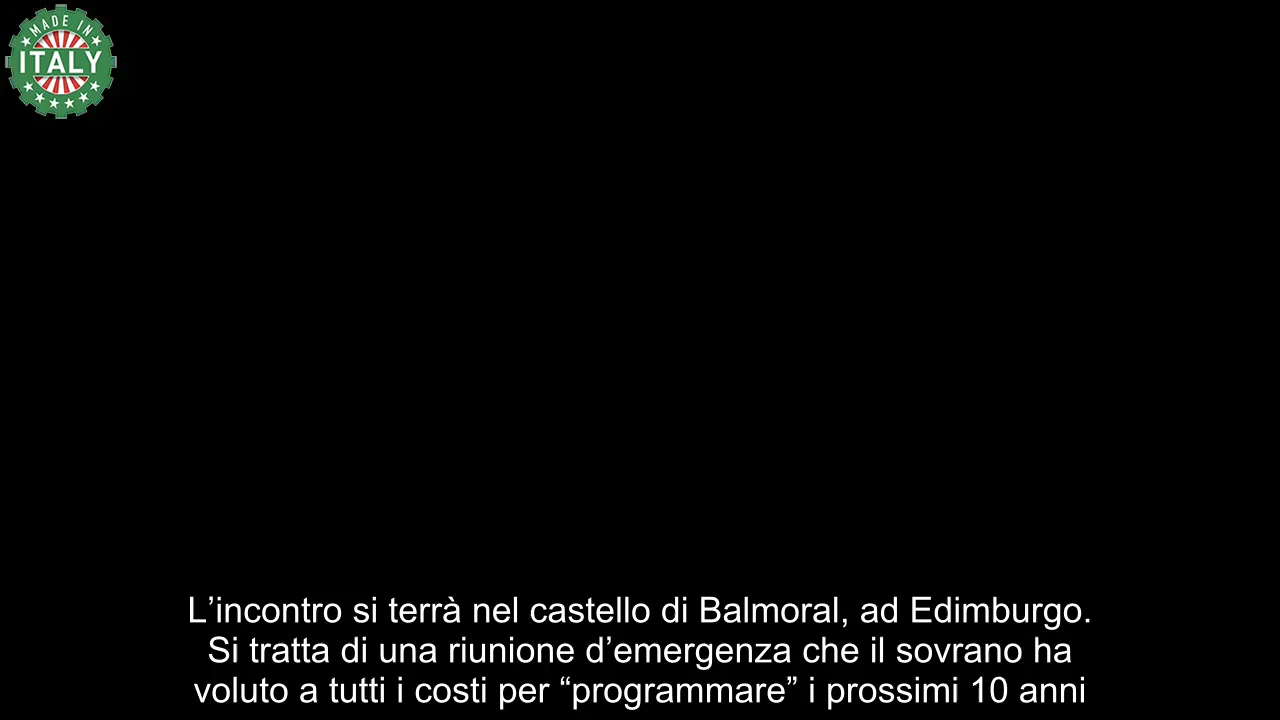 MADE IN
ITALY
L’incontro si terrà nel castello di Balmoral, ad Edimburgo.
Si tratta di una riunione d’emergenza che il sovrano ha
voluto a tutti i costi per “programmare” i prossimi 10 anni